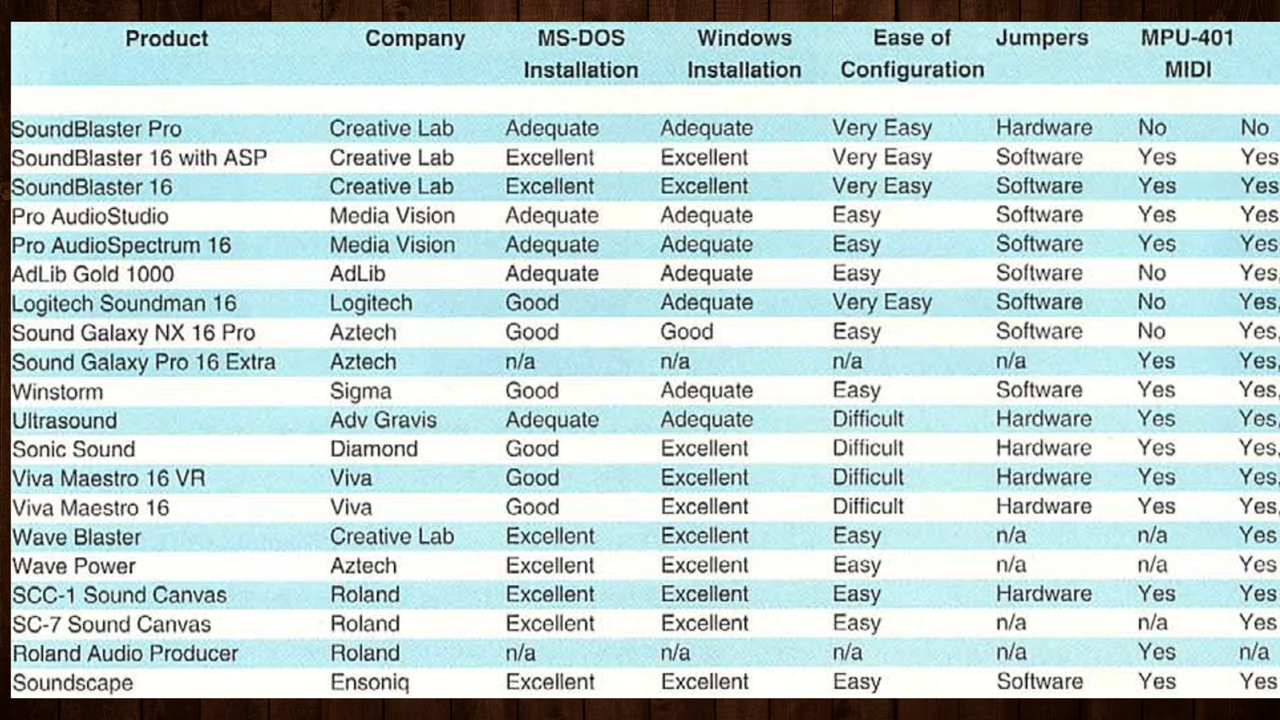 Product Company MS-DOS Windows Ease of Jumpers MPU-401
Installation Installation Configuration MIDI
SoundBlaster Pro Creative Lab Adequate Adequate Very Easy Hardware No No
SoundBlaster 16 with ASP Creative Lab Excellent Excellent Very Easy Software Yes Yes
SoundBlaster 16 Creative Lab Excellent Excellent Very Easy Software Yes Yes
Pro AudioStudio Media Vision Adequate Adequate Easy Software Yes Yes
Pro AudioSpectrum 16 Media Vision Adequate Adequate Easy Software Yes Yes
AdLib Gold 1000 AdLib Adequate Adequate Easy Software No Yes
Logitech Soundman 16 Logitech Good Adequate Very Easy Software No Yes,
Sound Galaxy NX 16 Pro Aztech Good Good Easy Software No Yes,
Sound Galaxy Pro 16 Extra Aztech n/a n/a n/a n/a Yes Yes,
Winstorm Sigma Good Adequate Easy Software Yes Yes,
Ultrasound Adv Gravis Adequate Adequate Difficult Hardware Yes Yes,
Sonic Sound Diamond Good Excellent Difficult Hardware Yes Yes,
Viva Maestro 16 VR Viva Good Excellent Difficult Hardware Yes Yes,
Viva Maestro 16 Viva Good Excellent Difficult Hardware Yes Yes,
Wave Blaster Creative Lab Excellent Excellent Easy n/a n/a Yes
Wave Power Aztech Excellent Excellent Easy n/a n/a Yes
SCC-1 Sound Canvas Roland Excellent Excellent Easy Hardware Yes Yes
SC-7 Sound Canvas Roland Excellent Excellent Easy n/a n/a Yes
Roland Audio Producer Roland n/a n/a n/a n/a Yes n/a
Soundscape Ensoniq Excellent Excellent Easy Software Yes Yes